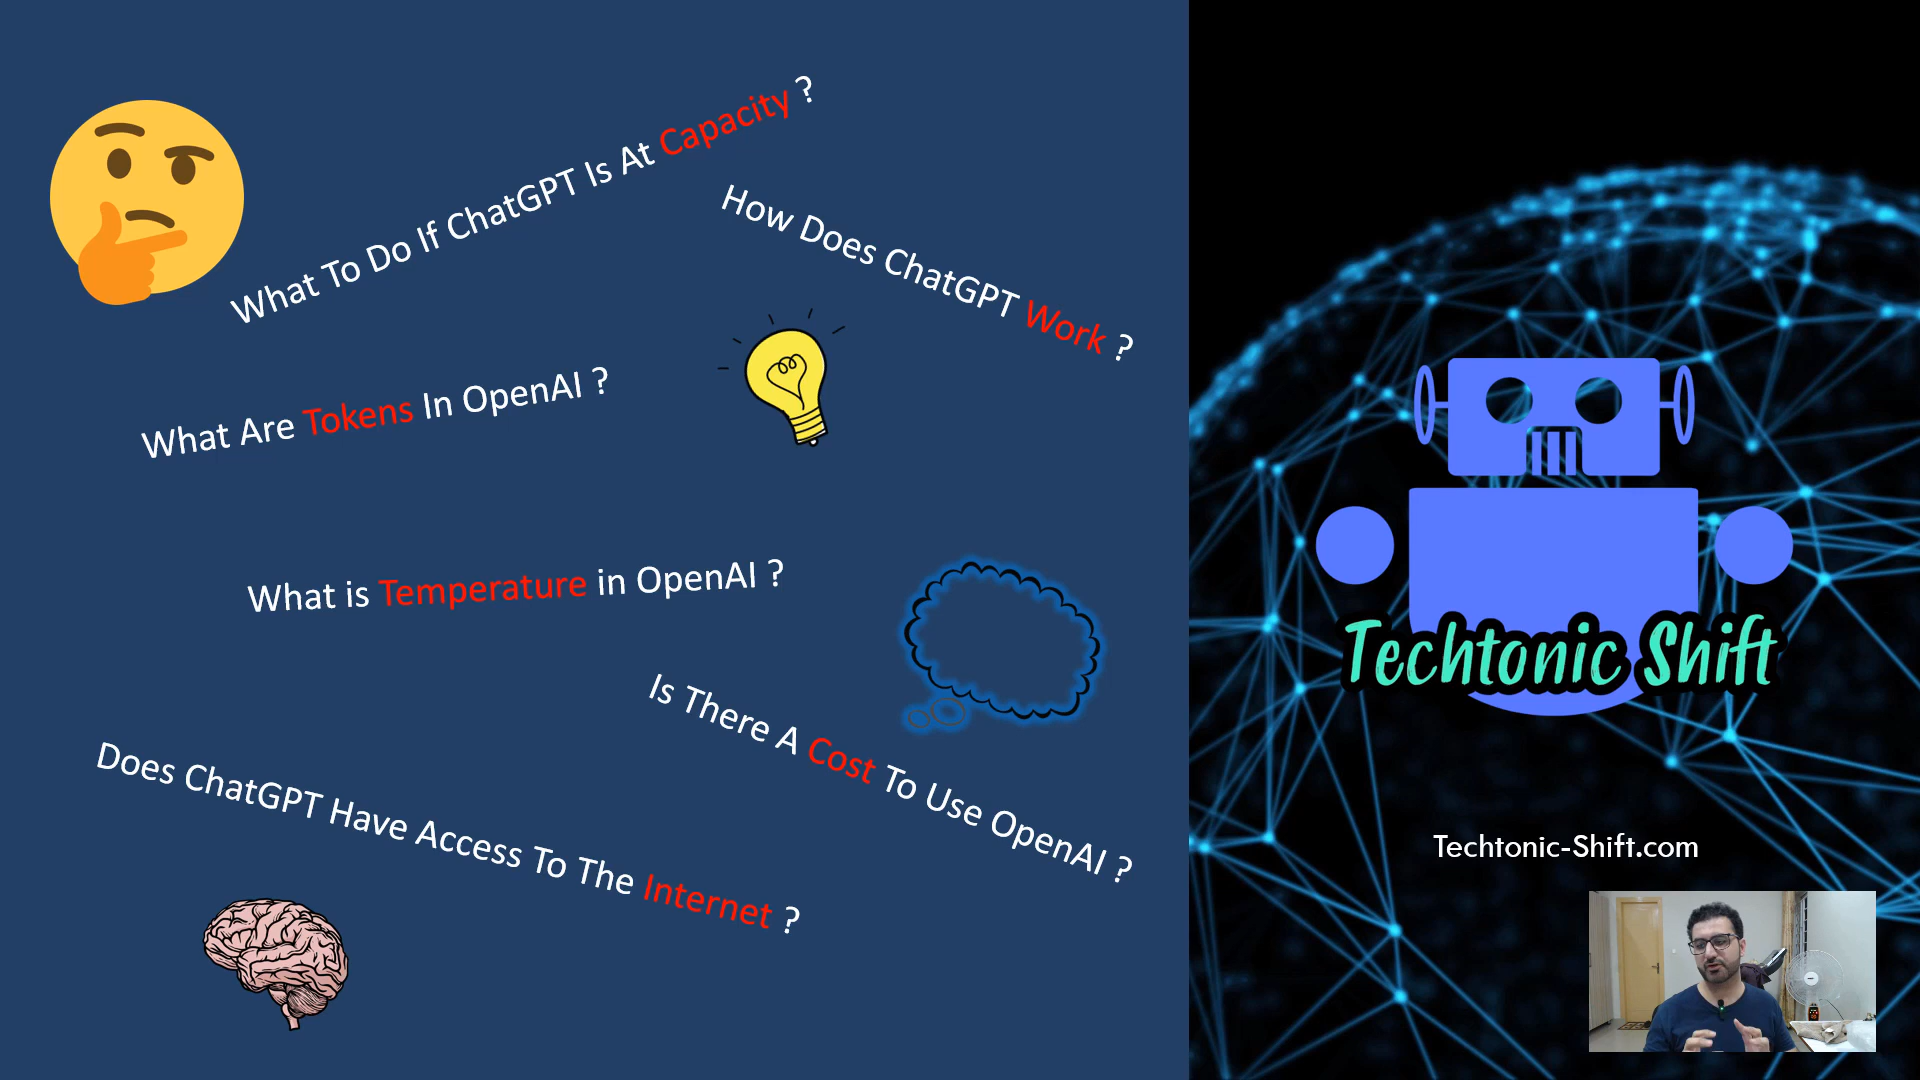 What To Do If ChatGPT Is At Capacity ?
How Does ChatGPT Work ?
What Are Tokens In OpenAI ?
What is Temperature in OpenAI ?
Is There A Cost To Use OpenAI ?
Does ChatGPT Have Access To The Internet ?
Techtonic Shift
Techtonic-Shift.com